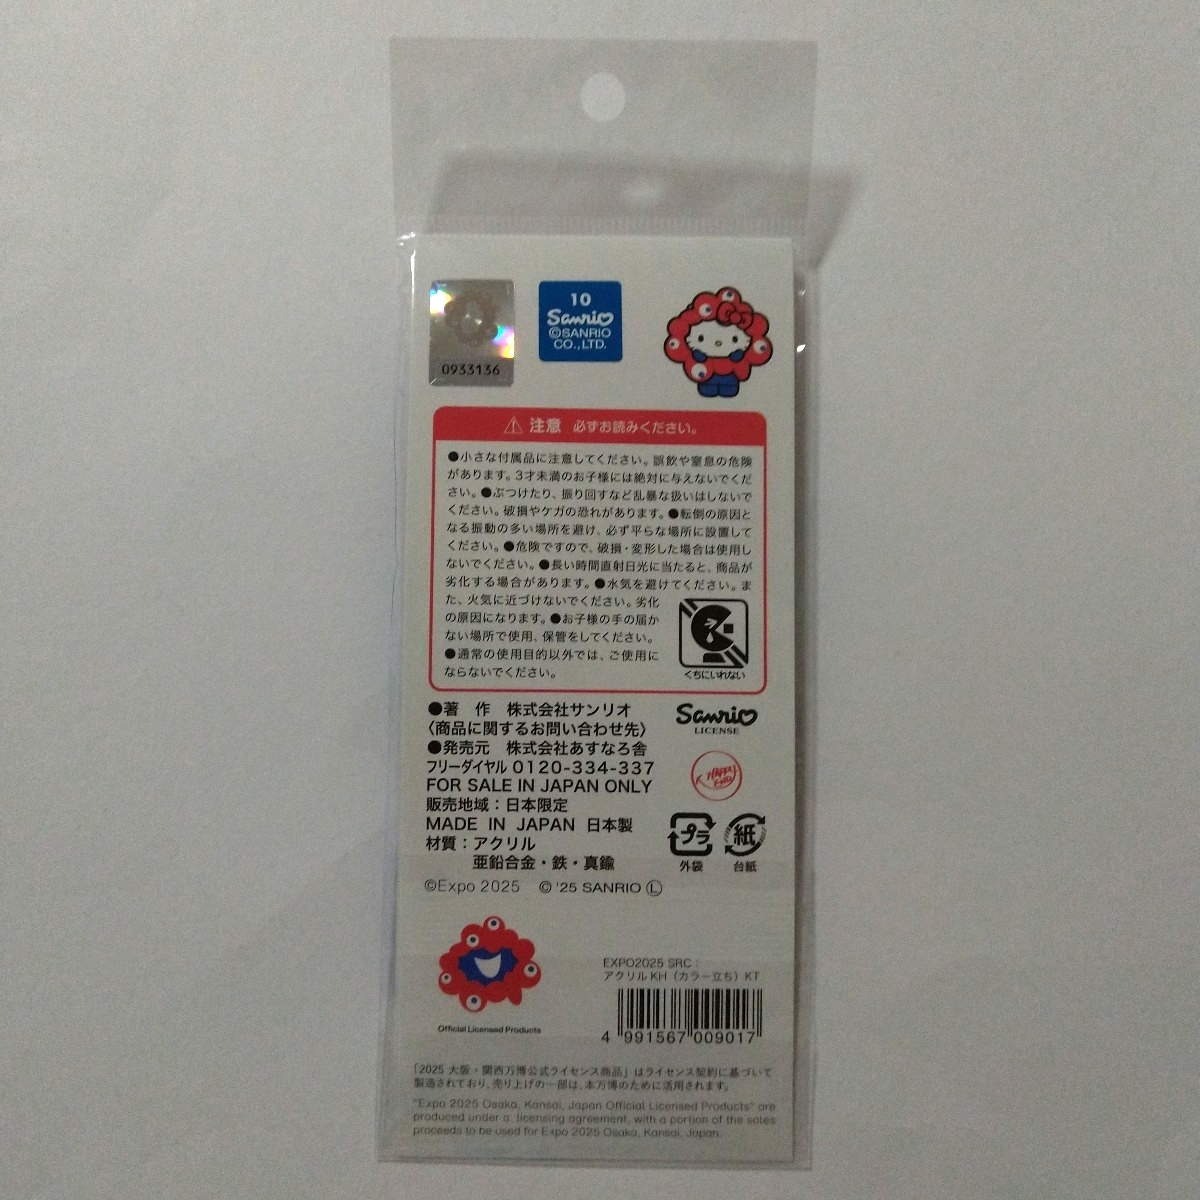 0933136
10
Sanrio
©SANRIO
CO.,LTD.
注意 必ずお読みください。
●小さな付属品に注意してください。誤飲や窒息の危険
があります。3才未満のお子様には絶対に与えないでくだ
さい。●ぶつけたり、振り回すなど乱暴な扱いはしないで
ください。破損やケガの恐れがあります。●転倒の原因と
なる振動の多い場所を避け、必ず平らな場所に設置して
ください。●危険ですので、破損・変形した場合は使用し
ないでください。●長い時間直射日光に当たると、商品が
劣化する場合があります。●水気を避けてください。ま
た、火気に近づけないでください。劣化
の原因になります。●お子様の手の届か
ない場所で使用、保管をしてください。
●通常の使用目的以外では、ご使用に
ならないでください。
くちにいれない
●著　作　株式会社サンリオ
〈商品に関するお問い合わせ先〉
●発売元　株式会社あすなろ舎
フリーダイヤル 0120-334-337
FOR SALE IN JAPAN ONLY
販売地域：日本限定
MADE IN JAPAN 日本製
材質：アクリル
亜鉛合金・鉄・真鍮
Sanrio
LICENSE
プラ
外袋
紙
台紙
©Expo 2025 © '25 SANRIO Ⓛ
Official Licensed Products
EXPO2025 SRC：
アクリルKH（カラー立ち）KT
4 991567 009017
「2025 大阪・関西万博公式ライセンス商品」はライセンス契約に基づいて
製造されており、売り上げの一部は、本万博のために活用されます。
"Expo 2025 Osaka, Kansai, Japan Official Licensed Products" are
produced under a licensing agreement, with a portion of the sales
proceeds to be used for Expo 2025 Osaka, Kansai, Japan.